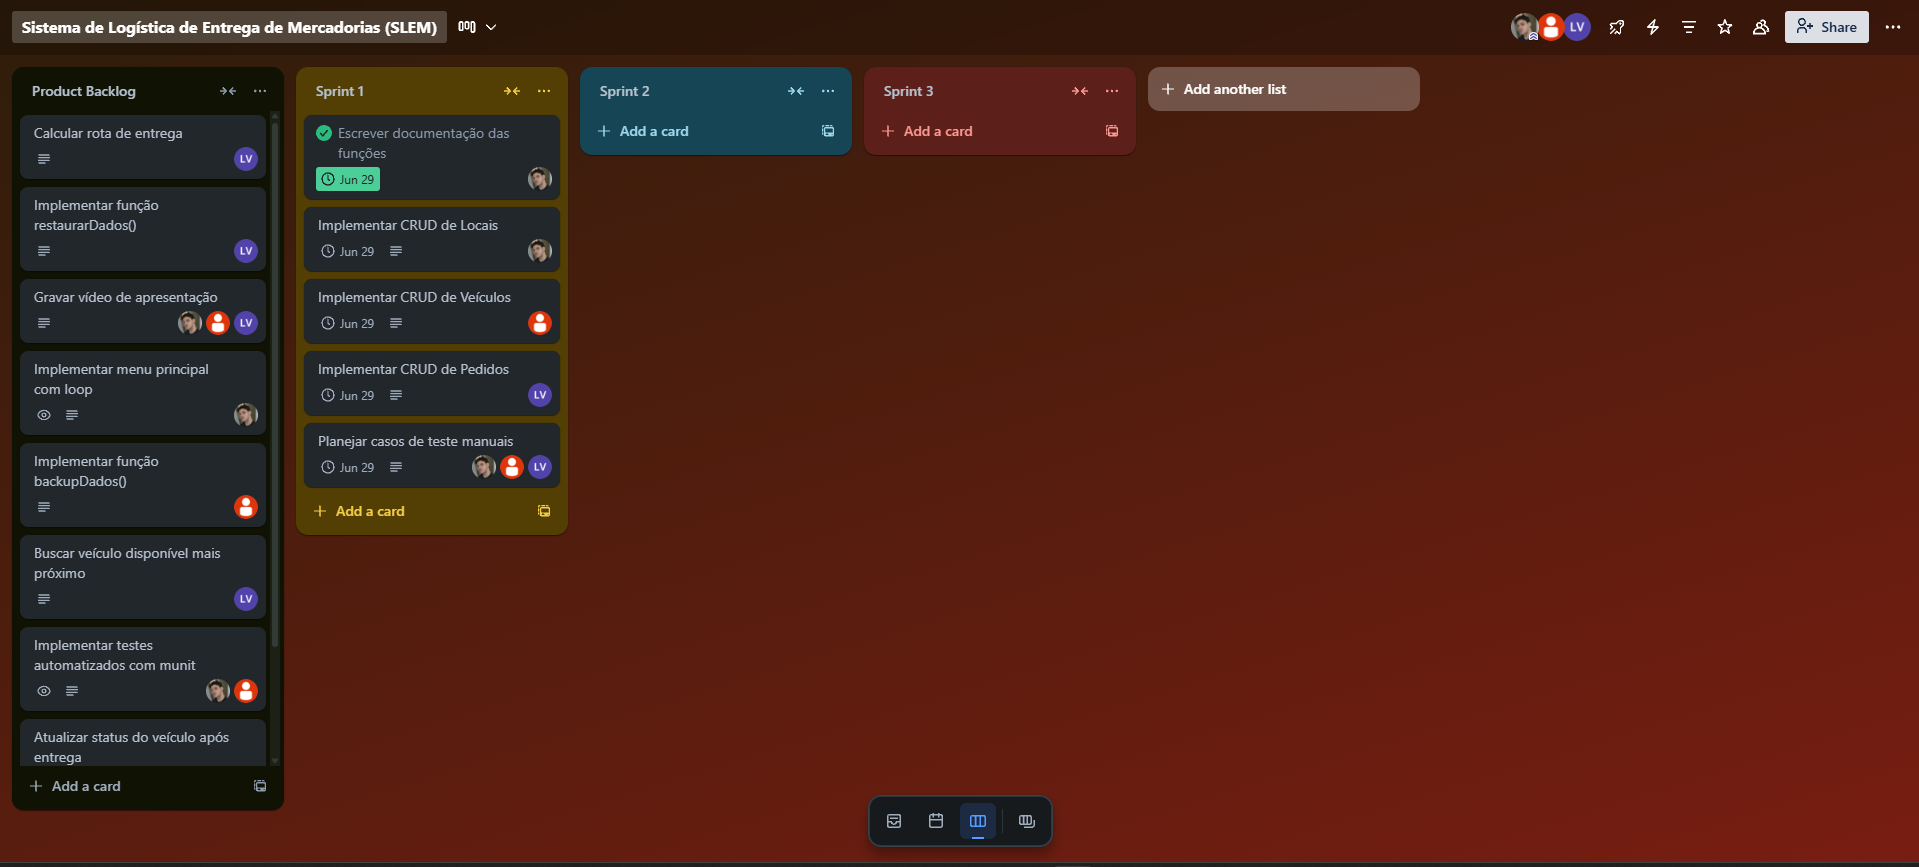 Sistema de Logística de Entrega de Mercadorias (SLEM)
LV
Share
Product Backlog
Calcular rota de entrega
LV
Implementar função
restaurarDados()
LV
Gravar vídeo de apresentação
LV
Implementar menu principal
com loop
Implementar função
backupDados()
Buscar veículo disponível mais
próximo
LV
Implementar testes
automatizados com munit
Atualizar status do veículo após
entrega
Add a card
Sprint 1
Escrever documentação das
funções
Jun 29
Implementar CRUD de Locais
Jun 29
Implementar CRUD de Veículos
Jun 29
Implementar CRUD de Pedidos
Jun 29
LV
Planejar casos de teste manuais
Jun 29
LV
Add a card
Sprint 2
Add a card
Sprint 3
Add a card
Add another list